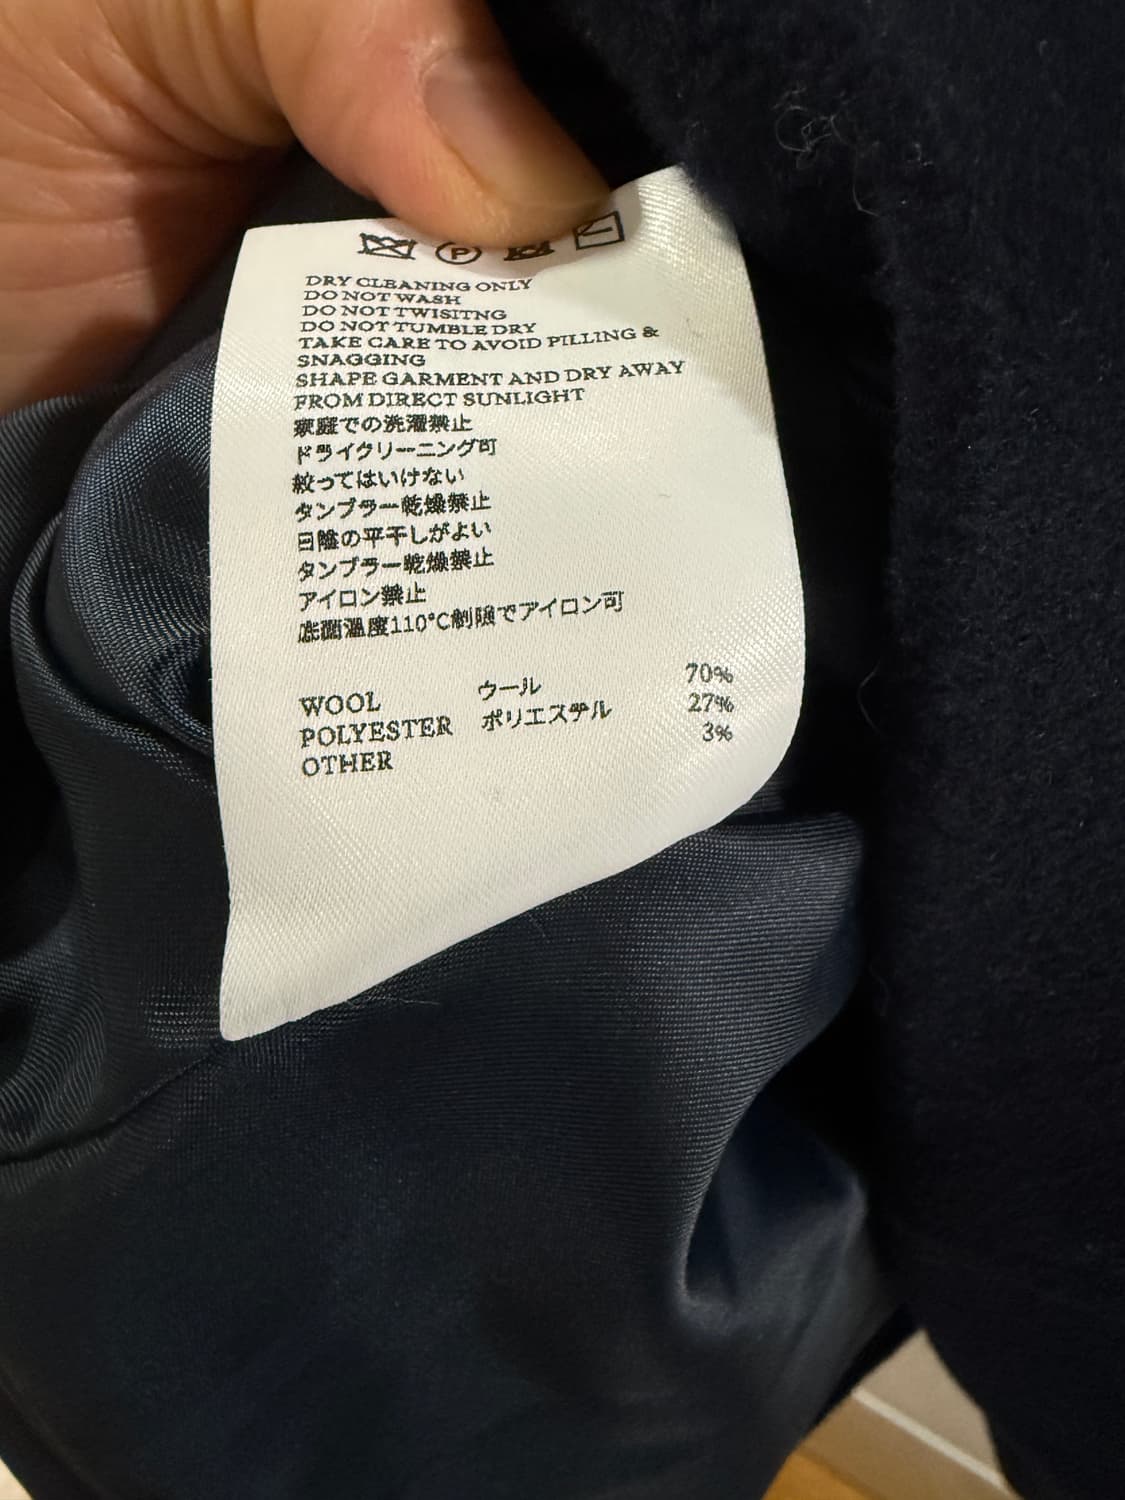 P
DRY CLEANING ONLY
DO NOT WASH
DO NOT TWISITNG
DO NOT TUMBLE DRY
TAKE CARE TO AVOID PILLING &
SNAGGING
SHAPE GARMENT AND DRY AWAY
FROM DIRECT SUNLIGHT
家庭での洗濯禁止
ドライクリーニング可
絞ってはいけない
タンブラー乾燥禁止
日陰の平干しがよい
タンブラー乾燥禁止
アイロン禁止
底面温度110°C制限でアイロン可
WOOL ウール 70%
POLYESTER ポリエステル 27%
OTHER 3%